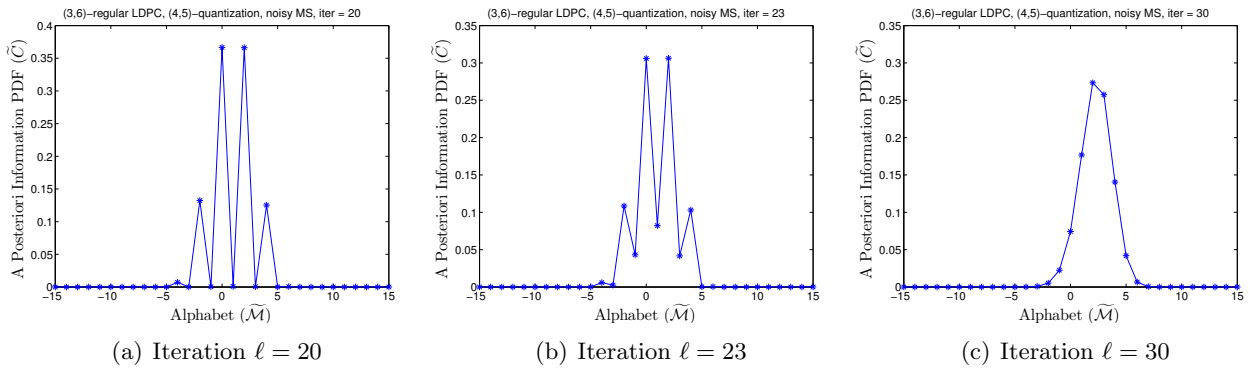 (3,6)−regular LDPC, (4,5)−quantization, noisy MS, iter = 20
A Posteriori Information PDF (C̃)
0.4
0.35
0.3
0.25
0.2
0.15
0.1
0.05
0
−15 −10 −5 0 5 10 15
Alphabet (ℳ̃)
(a) Iteration ℓ = 20
(3,6)−regular LDPC, (4,5)−quantization, noisy MS, iter = 23
A Posteriori Information PDF (C̃)
0.35
0.3
0.25
0.2
0.15
0.1
0.05
0
−15 −10 −5 0 5 10 15
Alphabet (ℳ̃)
(b) Iteration ℓ = 23
(3,6)−regular LDPC, (4,5)−quantization, noisy MS, iter = 30
A Posteriori Information PDF (C̃)
0.35
0.3
0.25
0.2
0.15
0.1
0.05
0
−15 −10 −5 0 5 10 15
Alphabet (ℳ̃)
(c) Iteration ℓ = 30